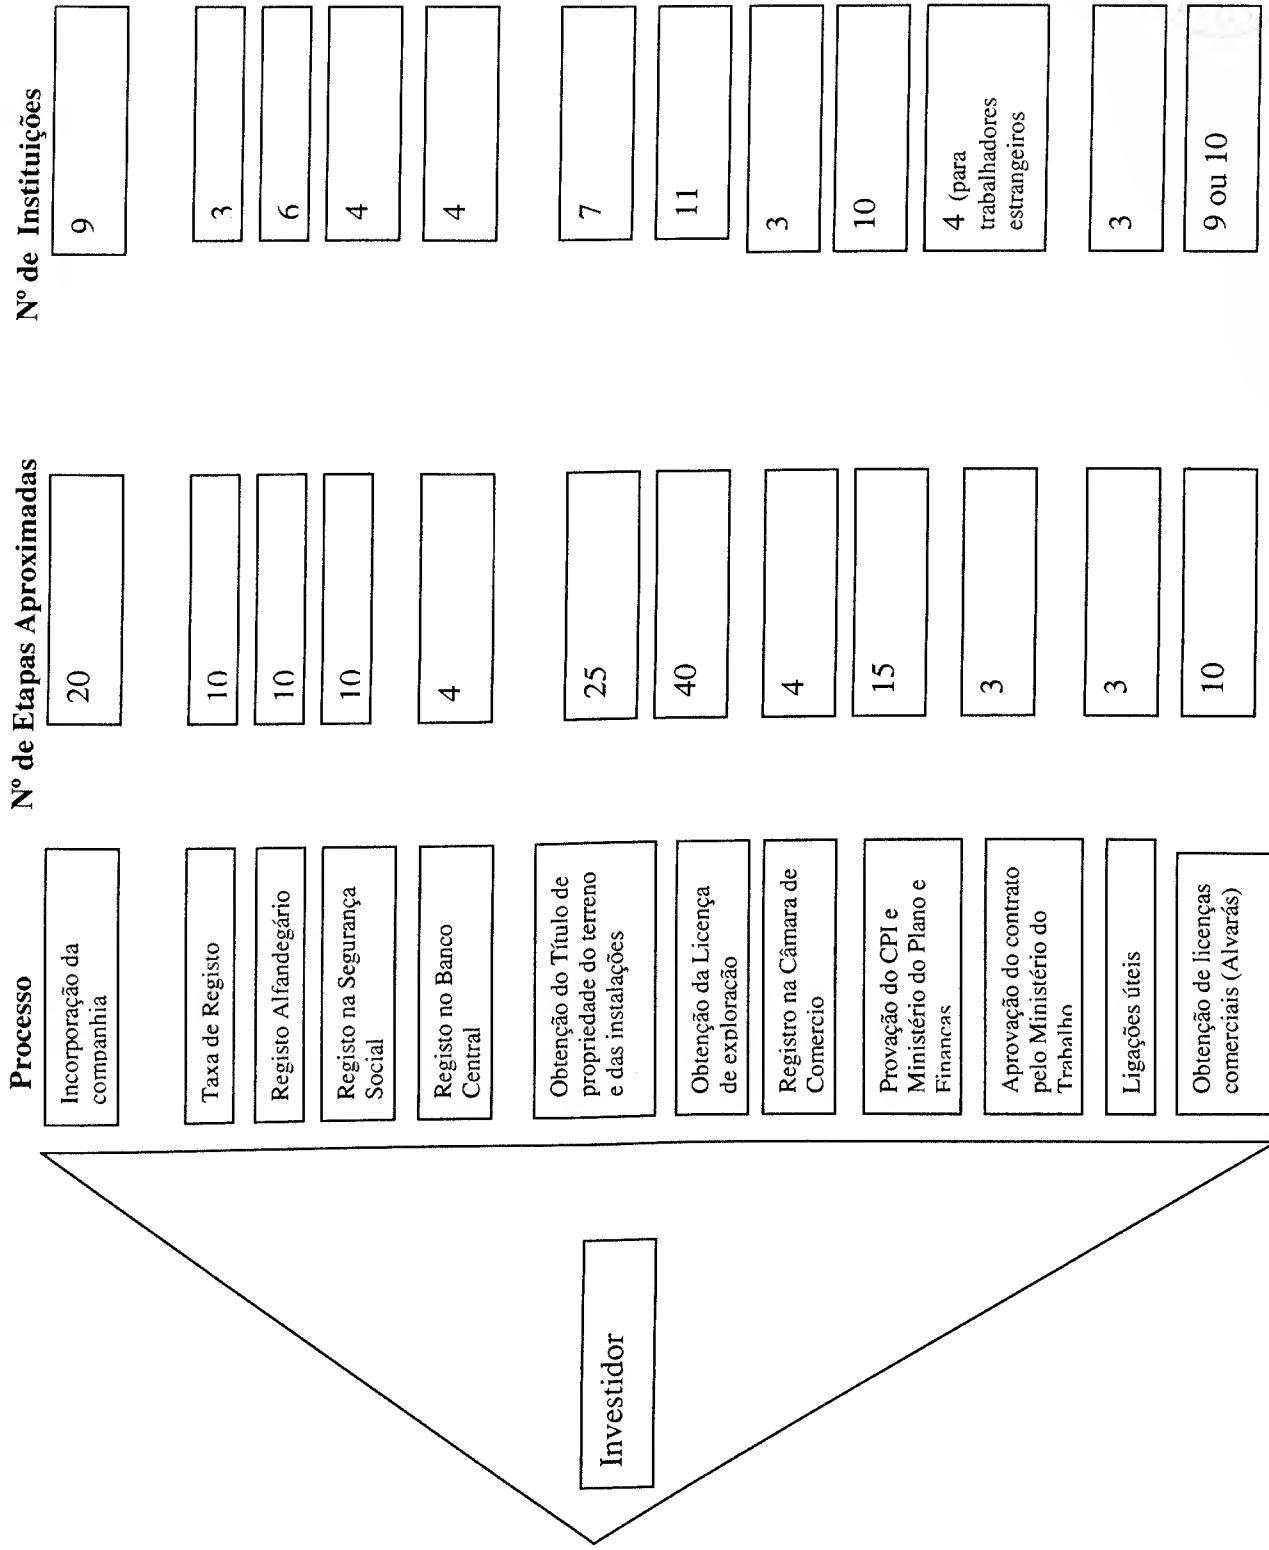 Processo
Nº de Etapas Aproximadas
Nº de Instituições
Investidor
Incorporação da
companhia
20
9
Taxa de Registo
10
3
Registo Alfandegário
10
6
Registo na Segurança
Social
10
4
Registo no Banco
Central
4
4
Obtenção do Título de
propriedade do terreno
e das instalações
25
7
Obtenção da Licença
de exploração
40
11
Registro na Câmara de
Comercio
4
3
Provação do CPI e
Ministério do Plano e
Financas
15
10
Aprovação do contrato
pelo Ministério do
Trabalho
3
4 (para
trabalhadores
estrangeiros
Ligações úteis
3
3
Obtenção de licenças
comerciais (Alvarás)
10
9 ou 10